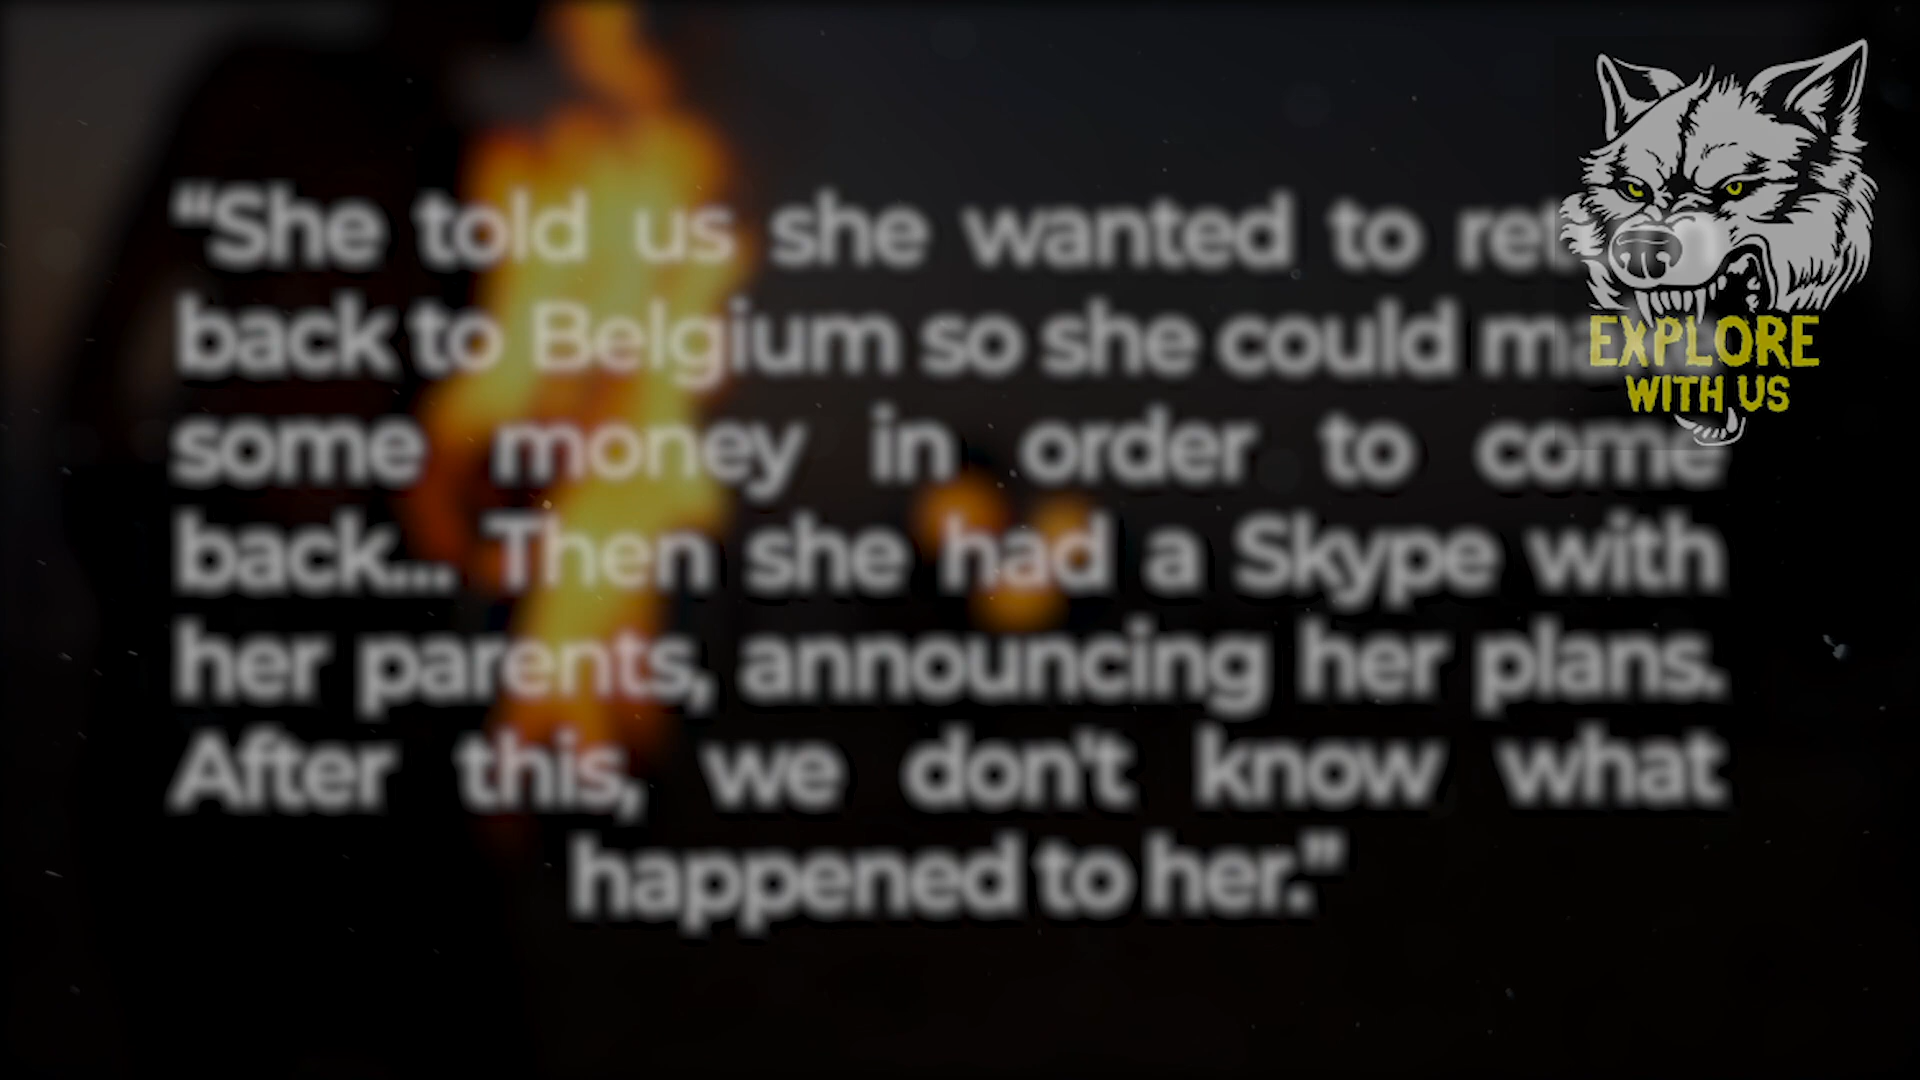 “She told us she wanted to
back to Belgium so she could
some money in order to come
back... Then she had a Skype with
her parents, announcing her plans.
After this, we don't know what
happened to her.”
EXPLORE
WITH US